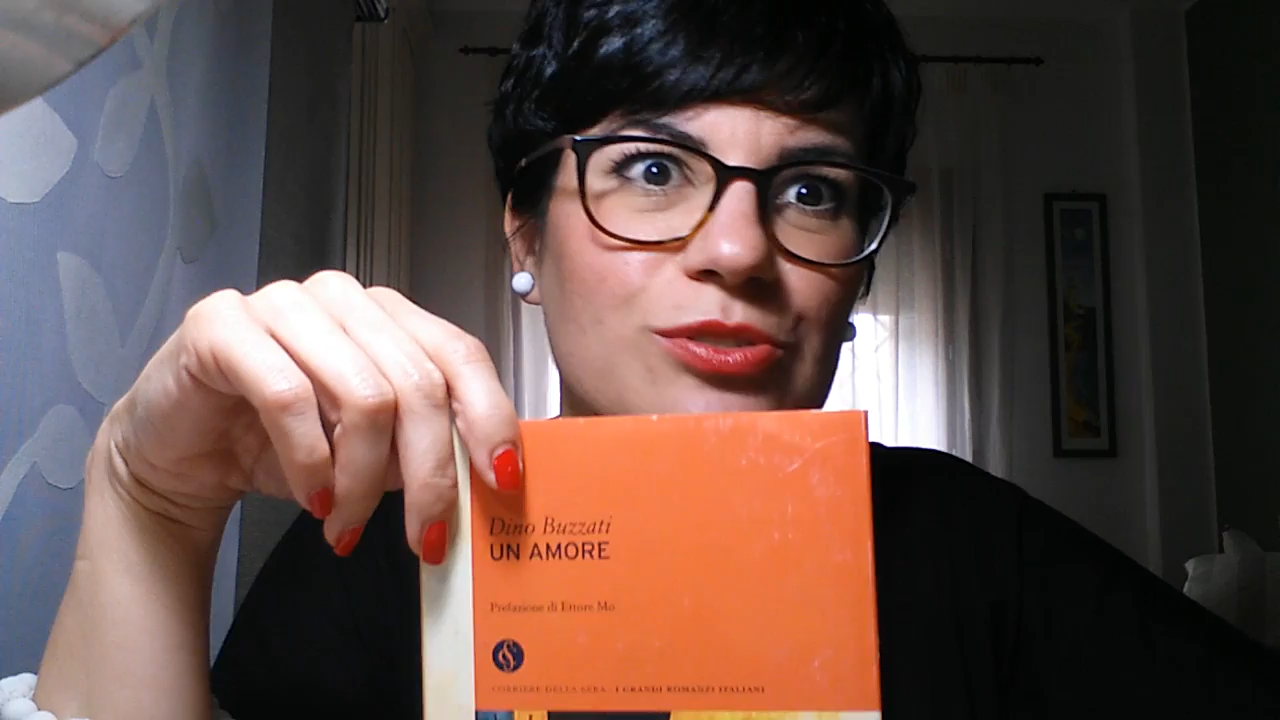 Dino Buzzati
UN AMORE
Prefazione di Ettore Mo
CORRIERE DELLA SERA - I GRANDI ROMANZI ITALIANI